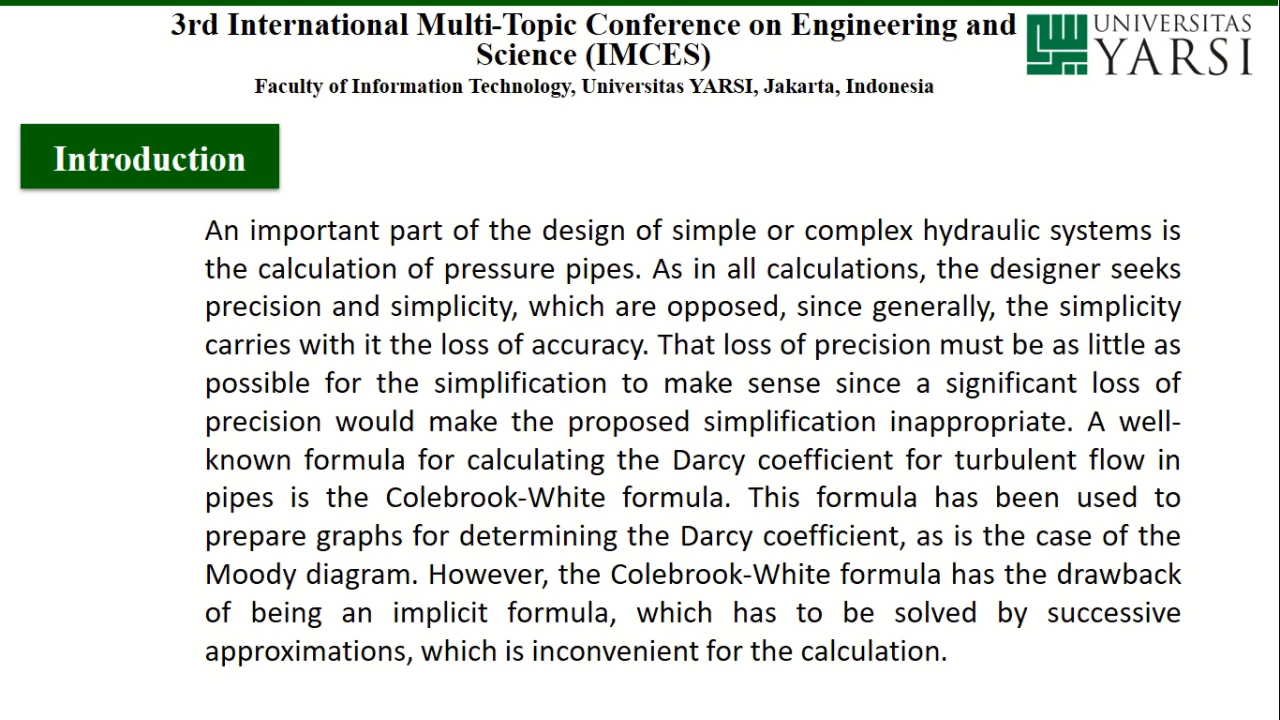 3rd International Multi-Topic Conference on Engineering and
Science (IMCES)
Faculty of Information Technology, Universitas YARSI, Jakarta, Indonesia
UNIVERSITAS
YARSI
Introduction
An important part of the design of simple or complex hydraulic systems is
the calculation of pressure pipes. As in all calculations, the designer seeks
precision and simplicity, which are opposed, since generally, the simplicity
carries with it the loss of accuracy. That loss of precision must be as little as
possible for the simplification to make sense since a significant loss of
precision would make the proposed simplification inappropriate. A well-
known formula for calculating the Darcy coefficient for turbulent flow in
pipes is the Colebrook-White formula. This formula has been used to
prepare graphs for determining the Darcy coefficient, as is the case of the
Moody diagram. However, the Colebrook-White formula has the drawback
of being an implicit formula, which has to be solved by successive
approximations, which is inconvenient for the calculation.